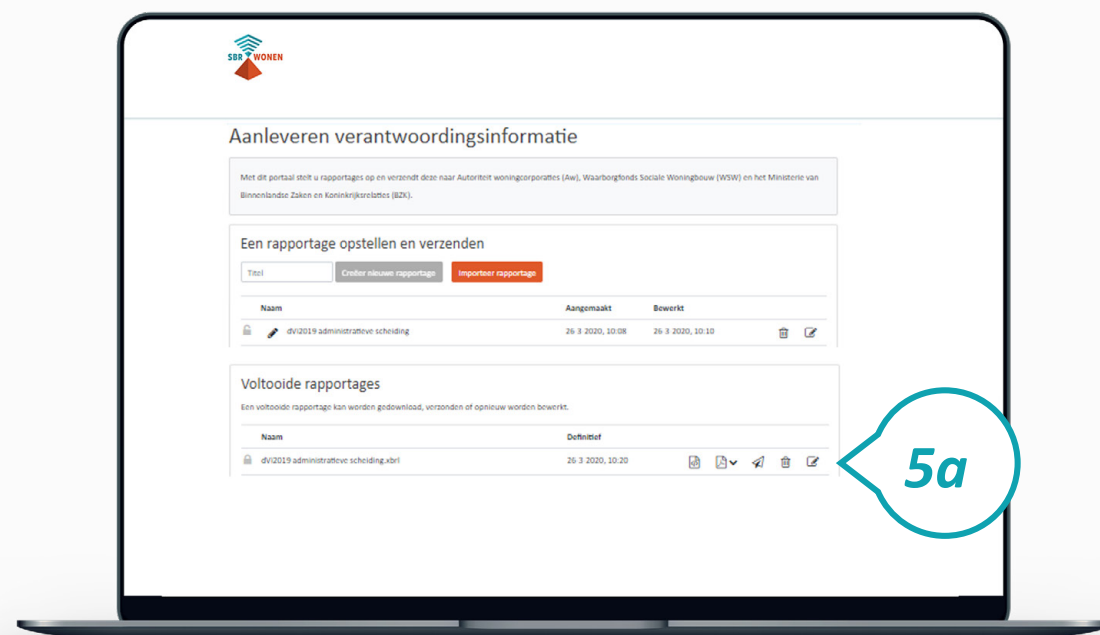 SBR WONEN
Aanleveren verantwoordingsinformatie
Met dit portaal stelt u rapportages op en verzendt deze naar Autoriteit woningcorporaties (Aw), Waarborgfonds Sociale Woningbouw (WSW) en het Ministerie van
Binnenlandse Zaken en Koninkrijksrelaties (BZK).
Een rapportage opstellen en verzenden
Titel Creëer nieuwe rapportage Importeer rapportage
Naam Aangemaakt Bewerkt
dVi2019 administratieve scheiding 26-3-2020, 10:08 26-3-2020, 10:10
Voltooide rapportages
Een voltooide rapportage kan worden gedownload, verzonden of opnieuw worden bewerkt.
Naam Definitief
dVi2019 administratieve scheiding.xbrl 26-3-2020, 10:20
5a